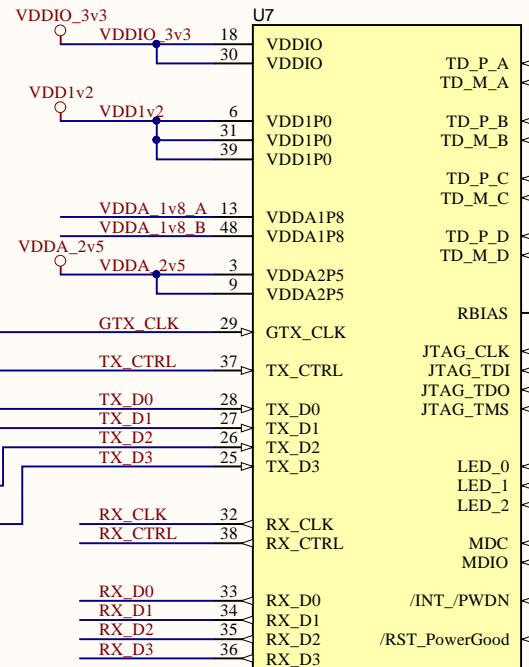 VDDIO_3v3
U7
VDDIO_3v3 18 VDDIO
30 VDDIO TD_P_A
TD_M_A
VDD1v2
VDD1v2 6 VDD1P0 TD_P_B
31 VDD1P0 TD_M_B
39 VDD1P0
TD_P_C
TD_M_C
VDDA_1v8_A 13 VDDA1P8
VDDA_1v8_B 48 VDDA1P8 TD_P_D
VDDA_2v5 TD_M_D
VDDA_2v5 3 VDDA2P5
9 VDDA2P5
RBIAS
GTX_CLK 29 GTX_CLK
JTAG_CLK
TX_CTRL 37 TX_CTRL JTAG_TDI
JTAG_TDO
TX_D0 28 TX_D0 JTAG_TMS
TX_D1 27 TX_D1
TX_D2 26 TX_D2
TX_D3 25 TX_D3 LED_0
LED_1
LED_2
RX_CLK 32 RX_CLK
RX_CTRL 38 RX_CTRL MDC
MDIO
RX_D0 33 RX_D0 /INT_/PWDN
RX_D1 34 RX_D1
RX_D2 35 RX_D2 /RST_PowerGood
RX_D3 36 RX_D3